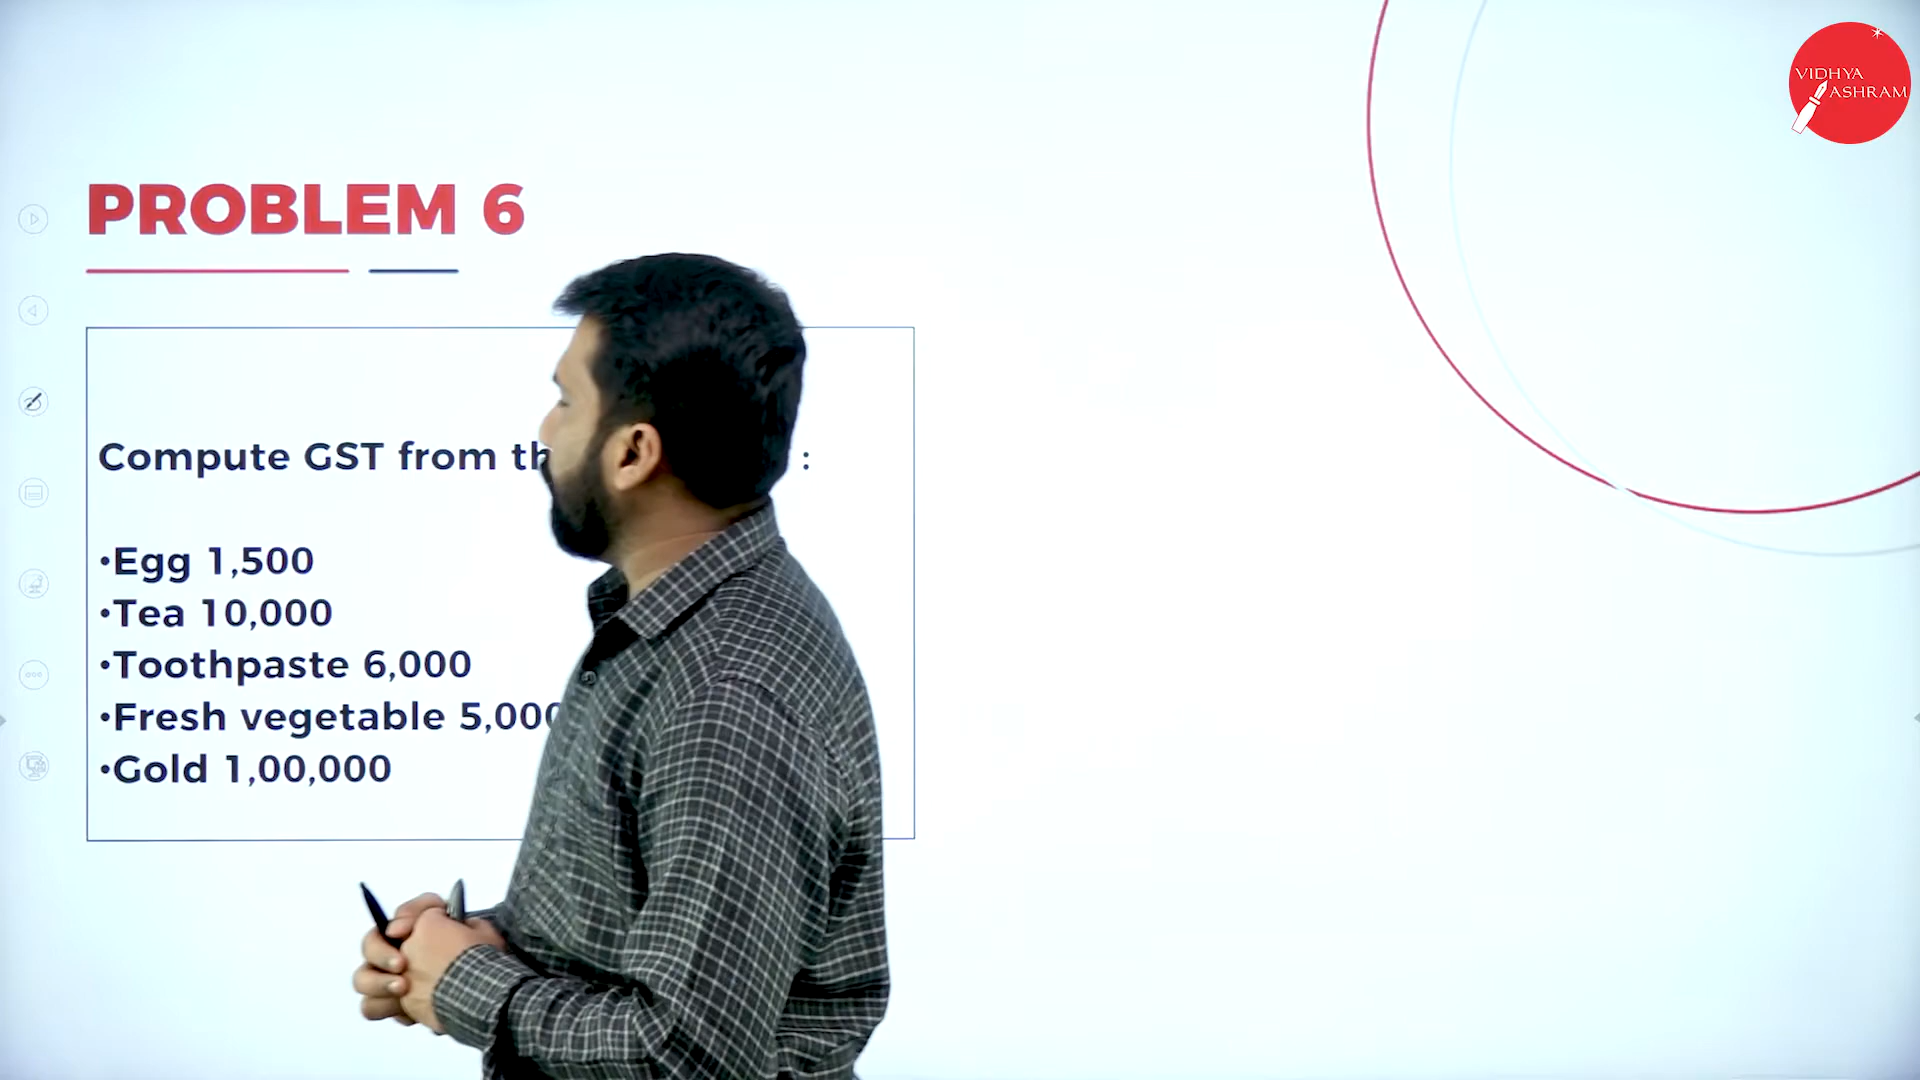 VIDHYA
ASHRAM
PROBLEM 6
Compute GST from :
•Egg 1,500
•Tea 10,000
•Toothpaste 6,000
•Fresh vegetable 5,000
•Gold 1,00,000